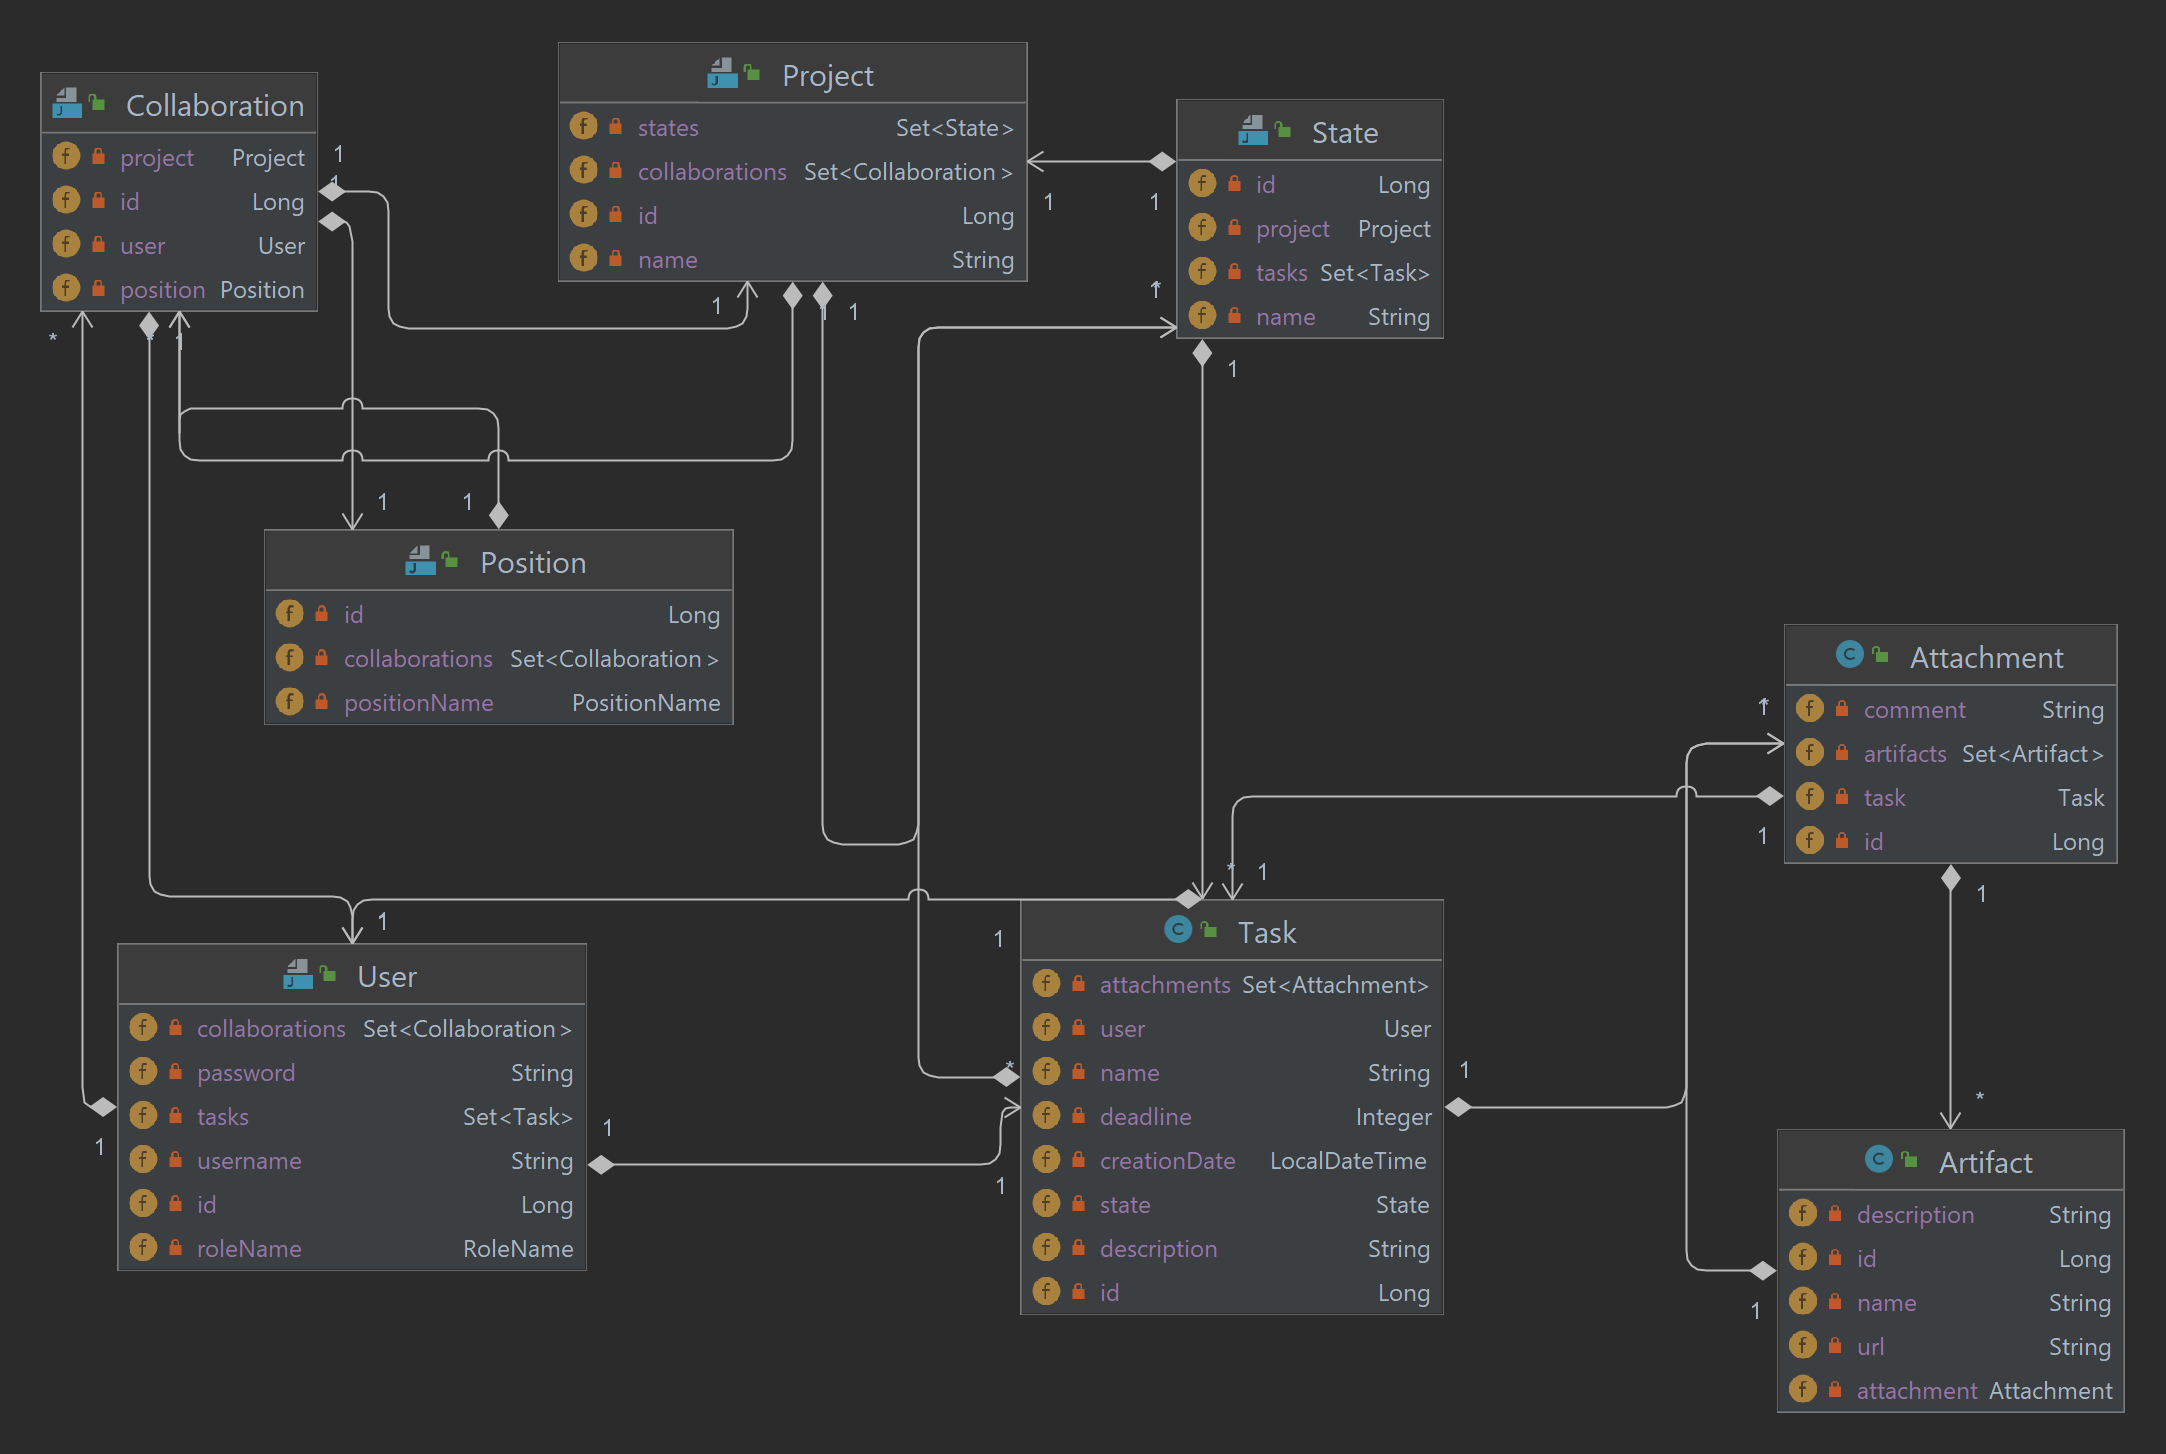 Collaboration
project Project
id Long
user User
position Position
Project
states Set<State>
collaborations Set<Collaboration>
id Long
name String
State
id Long
project Project
tasks Set<Task>
name String
Position
id Long
collaborations Set<Collaboration>
positionName PositionName
Attachment
comment String
artifacts Set<Artifact>
task Task
id Long
User
collaborations Set<Collaboration>
password String
tasks Set<Task>
username String
id Long
roleName RoleName
Task
attachments Set<Attachment>
user User
name String
deadline Integer
creationDate LocalDateTime
state State
description String
id Long
Artifact
description String
id Long
name String
url String
attachment Attachment
1
1
1
1
1
1
1
*
1
*
1
*
1
1
1
1
*
1
*
1
1
1
*
1
*
1
1
1
1
*
1